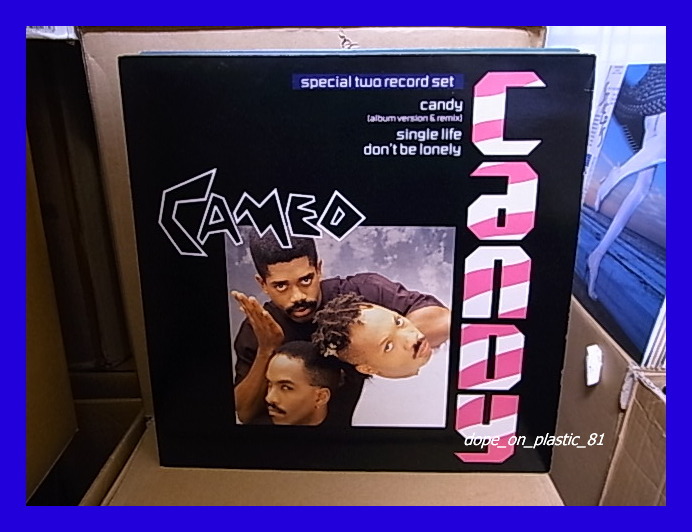 special two record set
candy
(album version & remix)
single life
don't be lonely
CAMEO
CANDY
dope_on_plastic_81